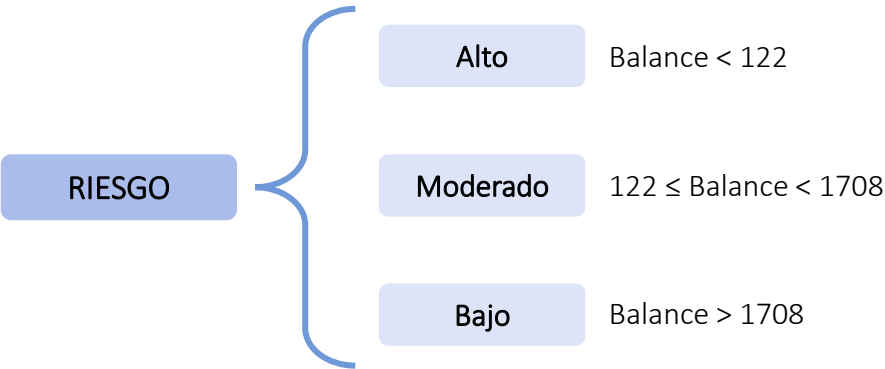 Alto Balance < 122
RIESGO Moderado 122 ≤ Balance < 1708
Bajo Balance > 1708